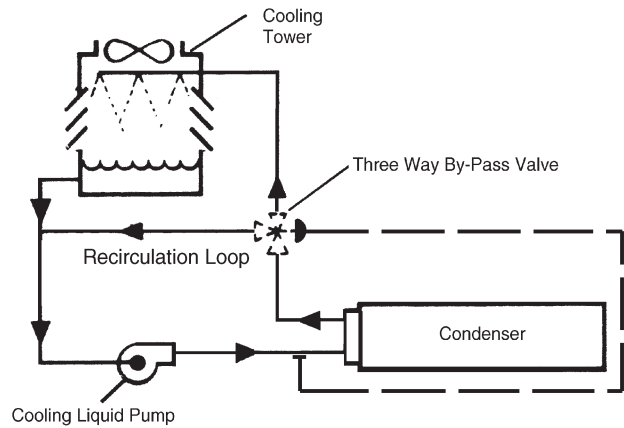 Cooling
Tower
Three Way By-Pass Valve
Recirculation Loop
Condenser
Cooling Liquid Pump